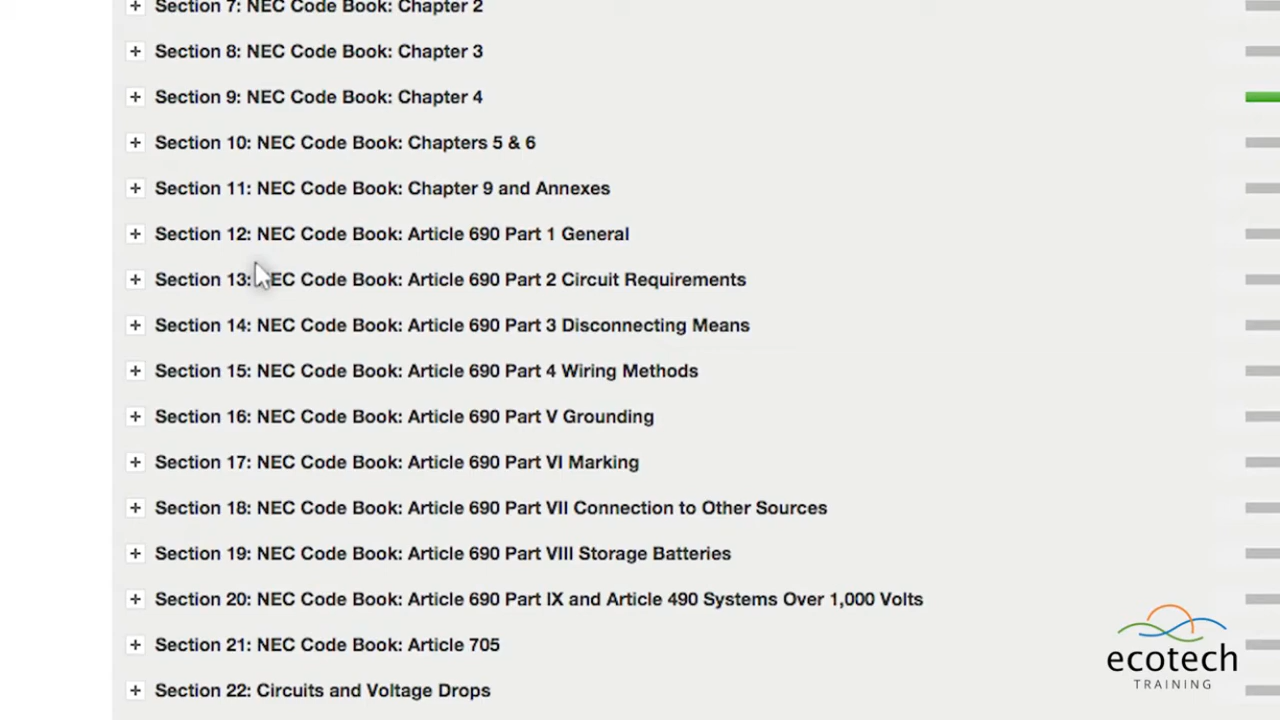 Section 7: NEC Code Book: Chapter 2
Section 8: NEC Code Book: Chapter 3
Section 9: NEC Code Book: Chapter 4
Section 10: NEC Code Book: Chapters 5 & 6
Section 11: NEC Code Book: Chapter 9 and Annexes
Section 12: NEC Code Book: Article 690 Part 1 General
Section 13: NEC Code Book: Article 690 Part 2 Circuit Requirements
Section 14: NEC Code Book: Article 690 Part 3 Disconnecting Means
Section 15: NEC Code Book: Article 690 Part 4 Wiring Methods
Section 16: NEC Code Book: Article 690 Part V Grounding
Section 17: NEC Code Book: Article 690 Part VI Marking
Section 18: NEC Code Book: Article 690 Part VII Connection to Other Sources
Section 19: NEC Code Book: Article 690 Part VIII Storage Batteries
Section 20: NEC Code Book: Article 690 Part IX and Article 490 Systems Over 1,000 Volts
Section 21: NEC Code Book: Article 705
Section 22: Circuits and Voltage Drops
ecotech
TRAINING